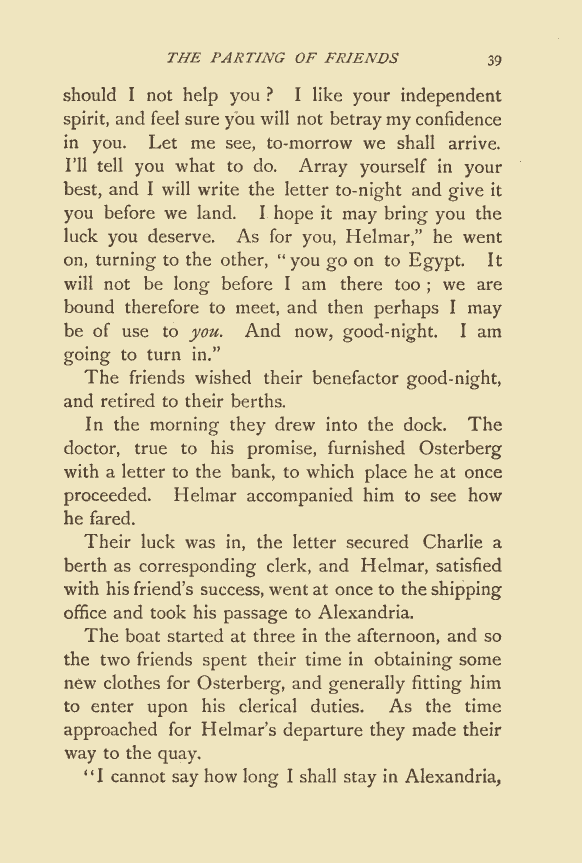 THE PARTING OF FRIENDS 39
should I not help you ? I like your independent
spirit, and feel sure you will not betray my confidence
in you. Let me see, to-morrow we shall arrive.
I'll tell you what to do. Array yourself in your
best, and I will write the letter to-night and give it
you before we land. I hope it may bring you the
luck you deserve. As for you, Helmar,” he went
on, turning to the other, “you go on to Egypt. It
will not be long before I am there too ; we are
bound therefore to meet, and then perhaps I may
be of use to you. And now, good-night. I am
going to turn in.”
The friends wished their benefactor good-night,
and retired to their berths.
In the morning they drew into the dock. The
doctor, true to his promise, furnished Osterberg
with a letter to the bank, to which place he at once
proceeded. Helmar accompanied him to see how
he fared.
Their luck was in, the letter secured Charlie a
berth as corresponding clerk, and Helmar, satisfied
with his friend's success, went at once to the shipping
office and took his passage to Alexandria.
The boat started at three in the afternoon, and so
the two friends spent their time in obtaining some
new clothes for Osterberg, and generally fitting him
to enter upon his clerical duties. As the time
approached for Helmar's departure they made their
way to the quay.
“I cannot say how long I shall stay in Alexandria,